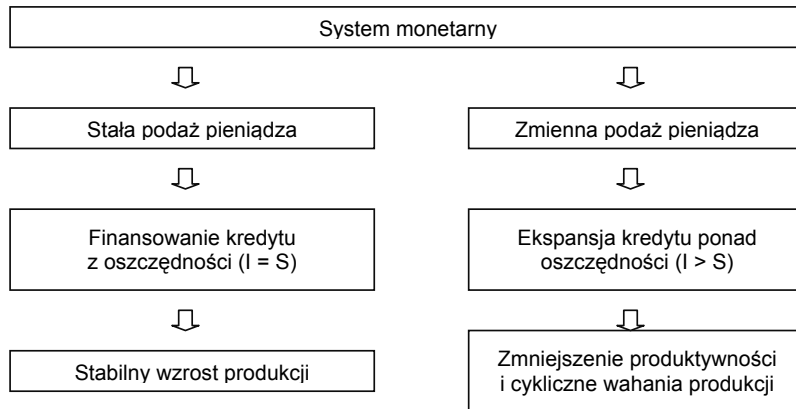 System monetarny
Stała podaż pieniądza
Zmienna podaż pieniądza
Finansowanie kredytu
z oszczędności (I = S)
Ekspansja kredytu ponad
oszczędności (I > S)
Stabilny wzrost produkcji
Zmniejszenie produktywności
i cykliczne wahania produkcji